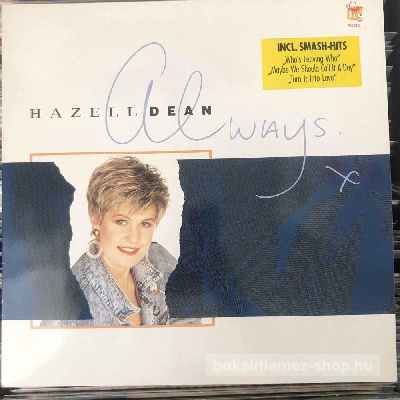 INCL. SMASH-HITS
„Who's Leaving Who“
„Maybe We Should Call It A Day“
„Turn It Into Love“
HAZELL DEAN
Always.
x
bakelitlemez-shop.hu